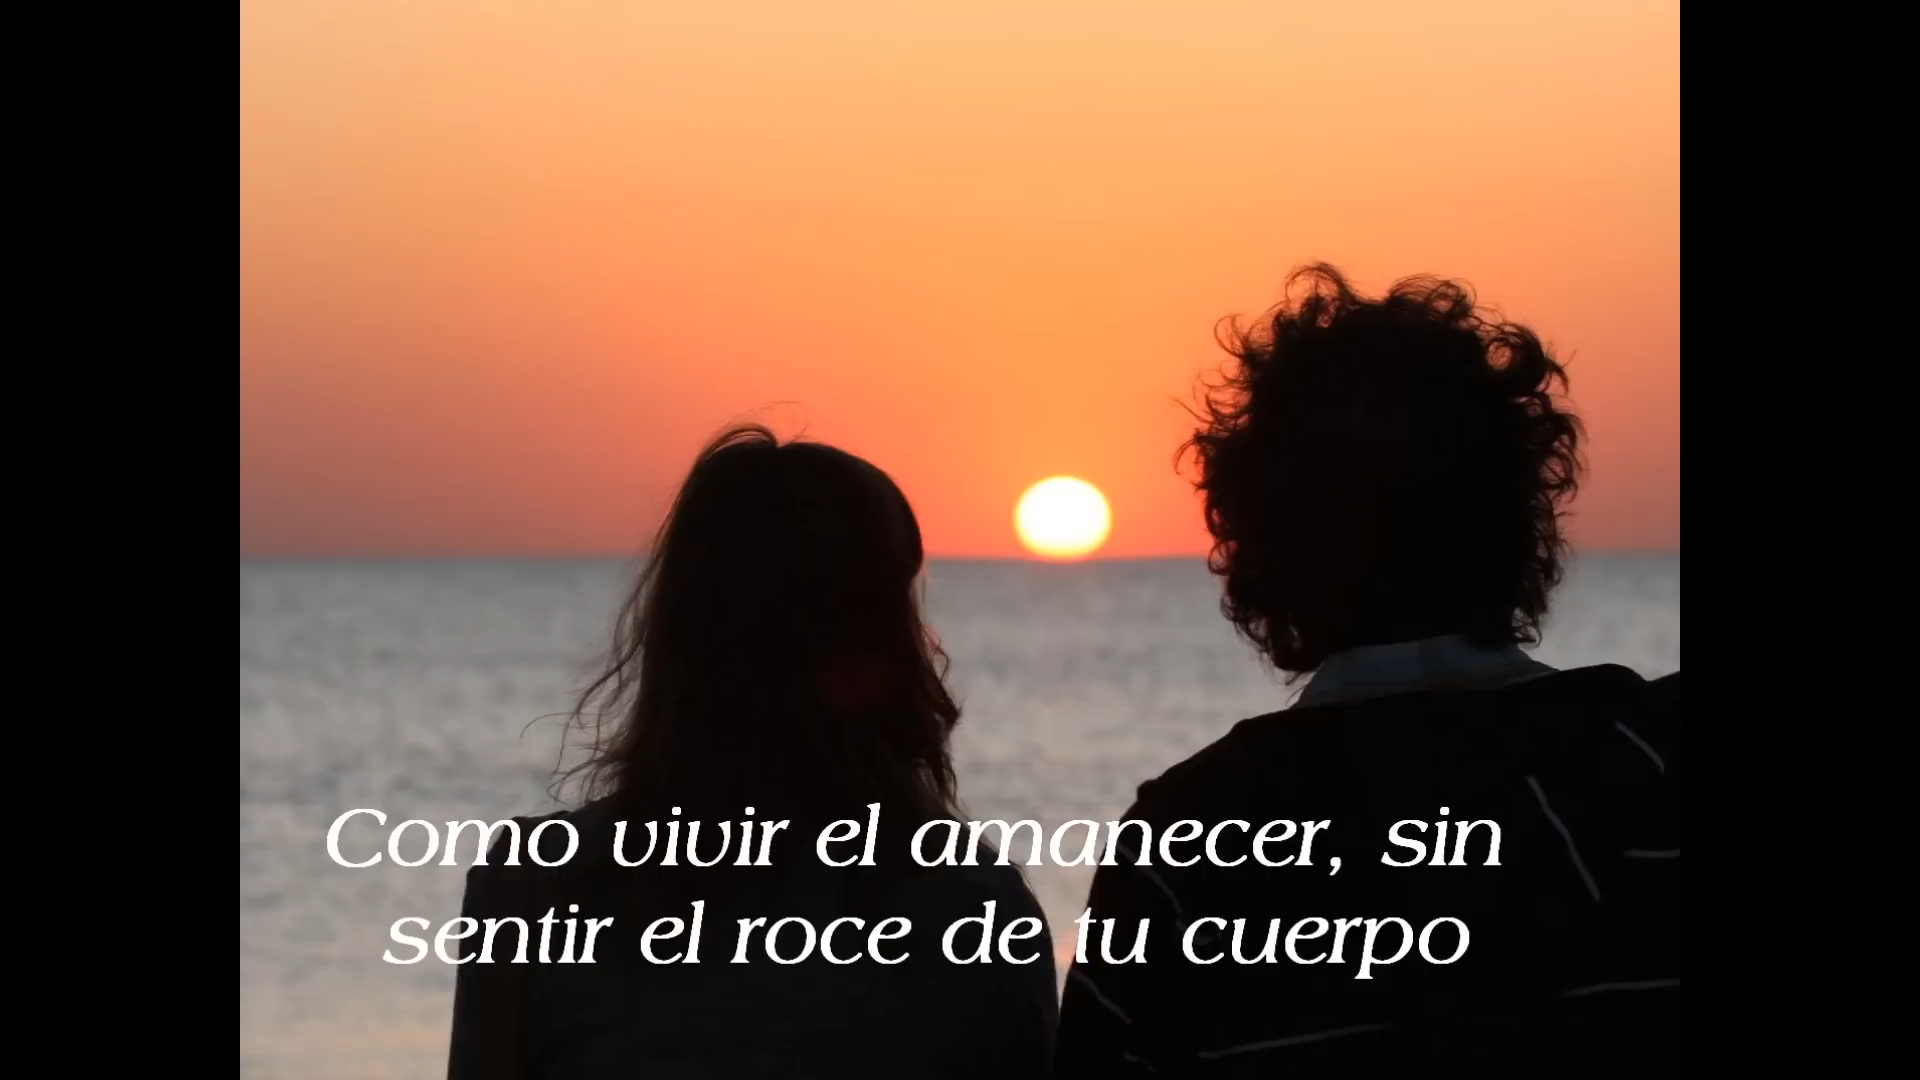 Como vivir el amanecer, sin
sentir el roce de tu cuerpo